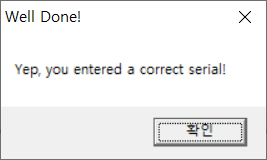 Well Done!
Yep, you entered a correct serial!
확인